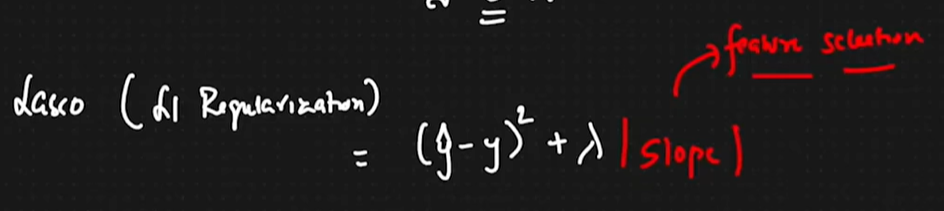 feature selection
Lasso (L1 Regularization)
= (ŷ-y)² + λ |slope|